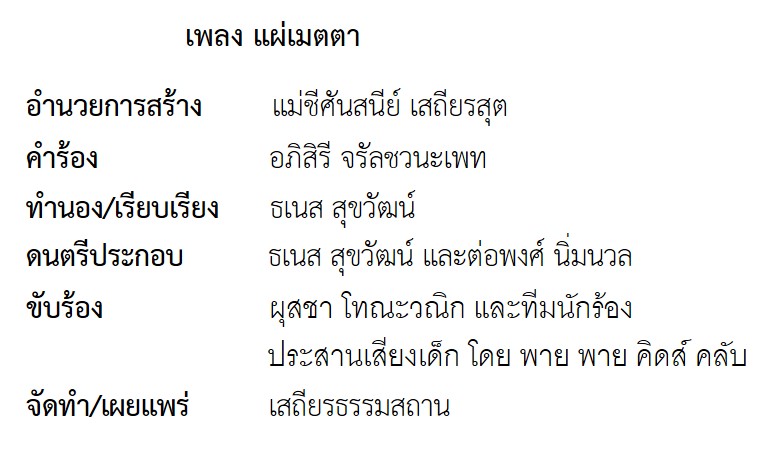 เพลง แผ่เมตตา
อำนวยการสร้าง แม่ชีศันสนีย์ เสถียรสุต
คำร้อง อภิสิรี จรัลชวนะเพท
ทำนอง/เรียบเรียง ธเนส สุขวัฒน์
ดนตรีประกอบ ธเนส สุขวัฒน์ และต่อพงศ์ นิ่มนวล
ขับร้อง ผุสชา โทณะวณิก และทีมนักร้อง
ประสานเสียงเด็ก โดย พาย พาย คิดส์ คลับ
จัดทำ/เผยแพร่ เสถียรธรรมสถาน